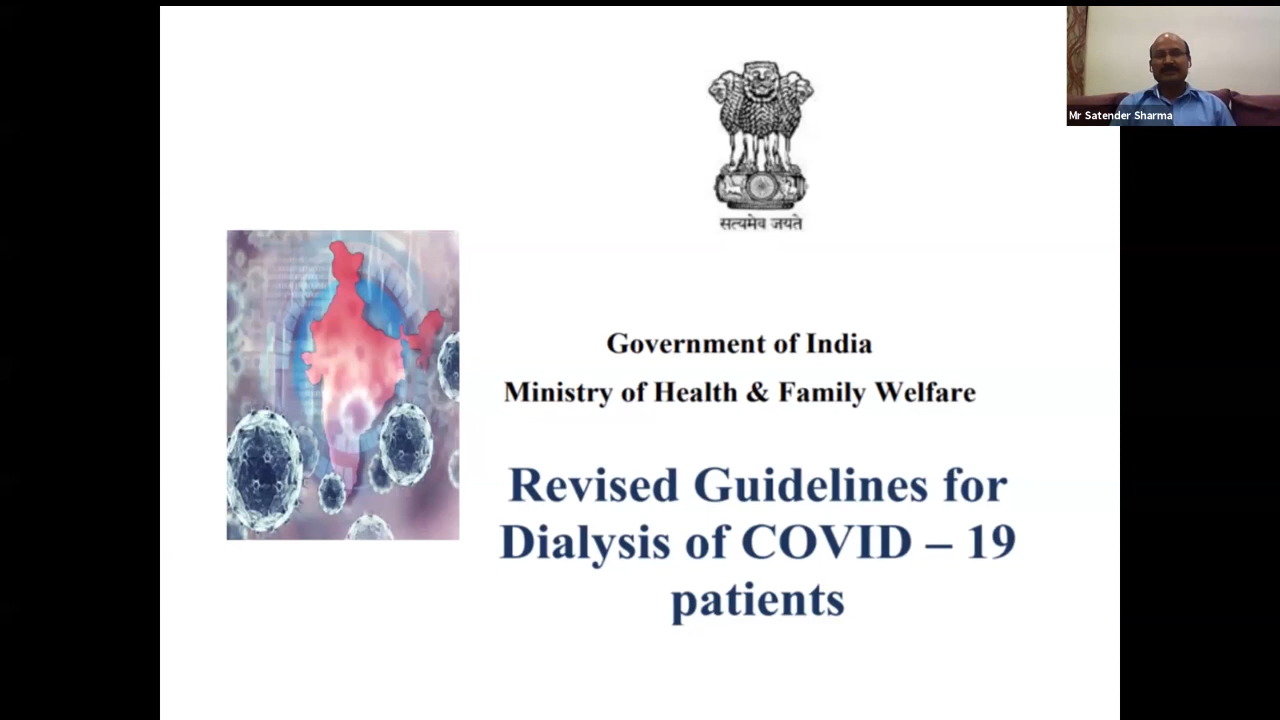 Mr Satender Sharma
सत्यमेव जयते
Government of India
Ministry of Health & Family Welfare
Revised Guidelines for
Dialysis of COVID – 19
patients